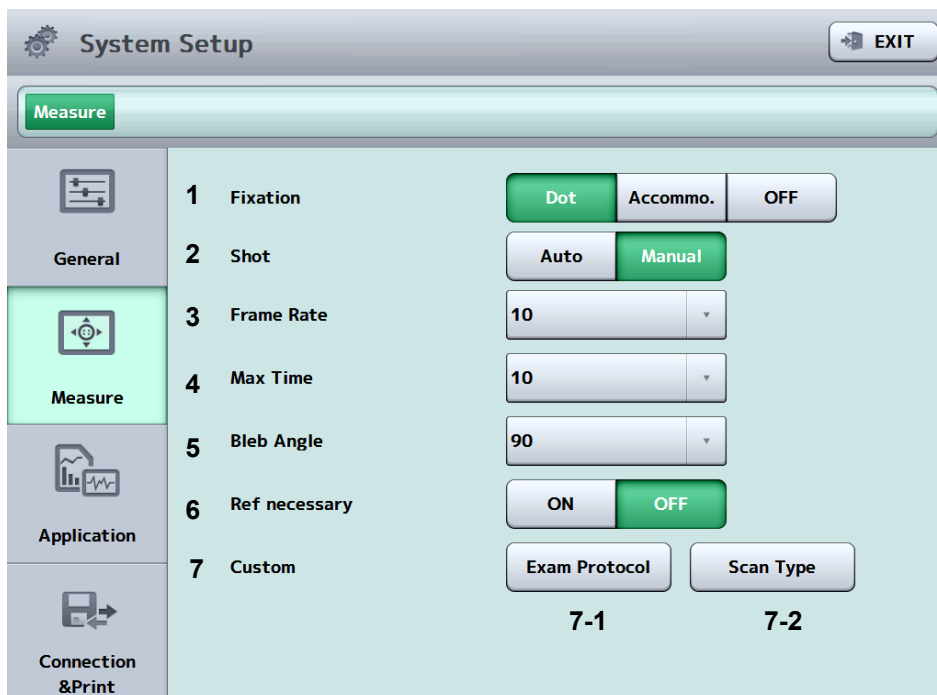 System Setup
EXIT
Measure
General
Measure
Application
Connection
&Print
1 Fixation Dot Accommo. OFF
2 Shot Auto Manual
3 Frame Rate 10
4 Max Time 10
5 Bleb Angle 90
6 Ref necessary ON OFF
7 Custom Exam Protocol Scan Type
7-1 7-2